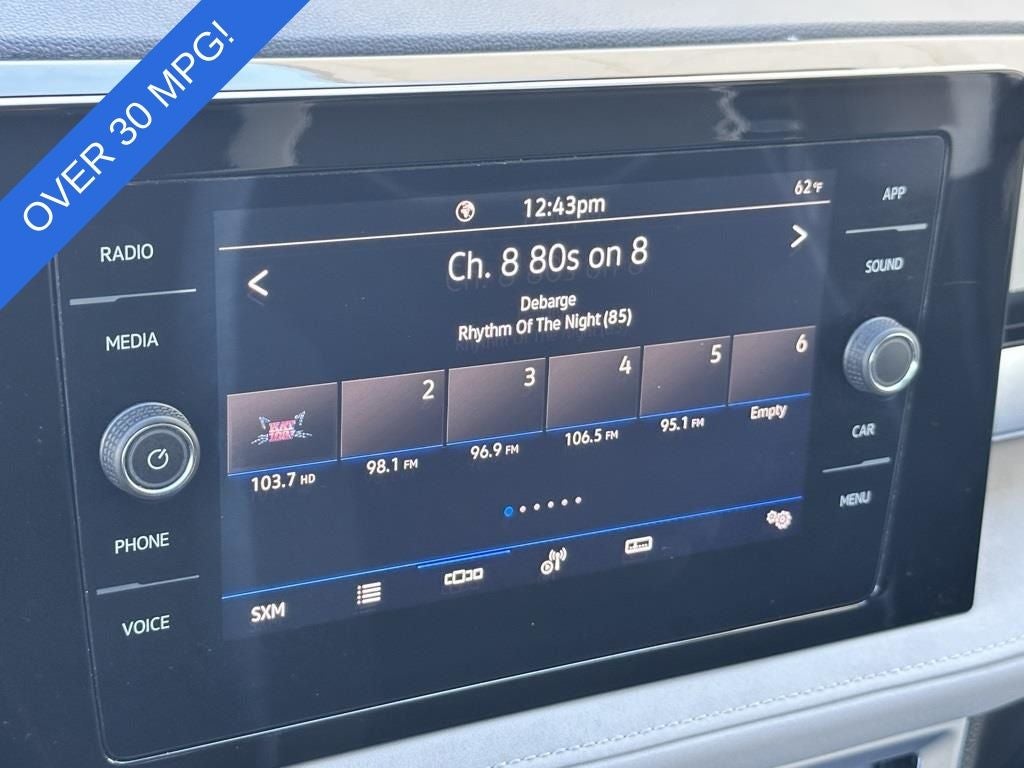 OVER 30 MPG!
12:43pm
62°F
RADIO
MEDIA
PHONE
VOICE
APP
SOUND
CAR
MENU
Ch. 8 80s on 8
Debarge
Rhythm Of The Night (85)
2
3
4
5
6
KAT
103.7 HD
98.1 FM
96.9 FM
106.5 FM
95.1 FM
Empty
SXM